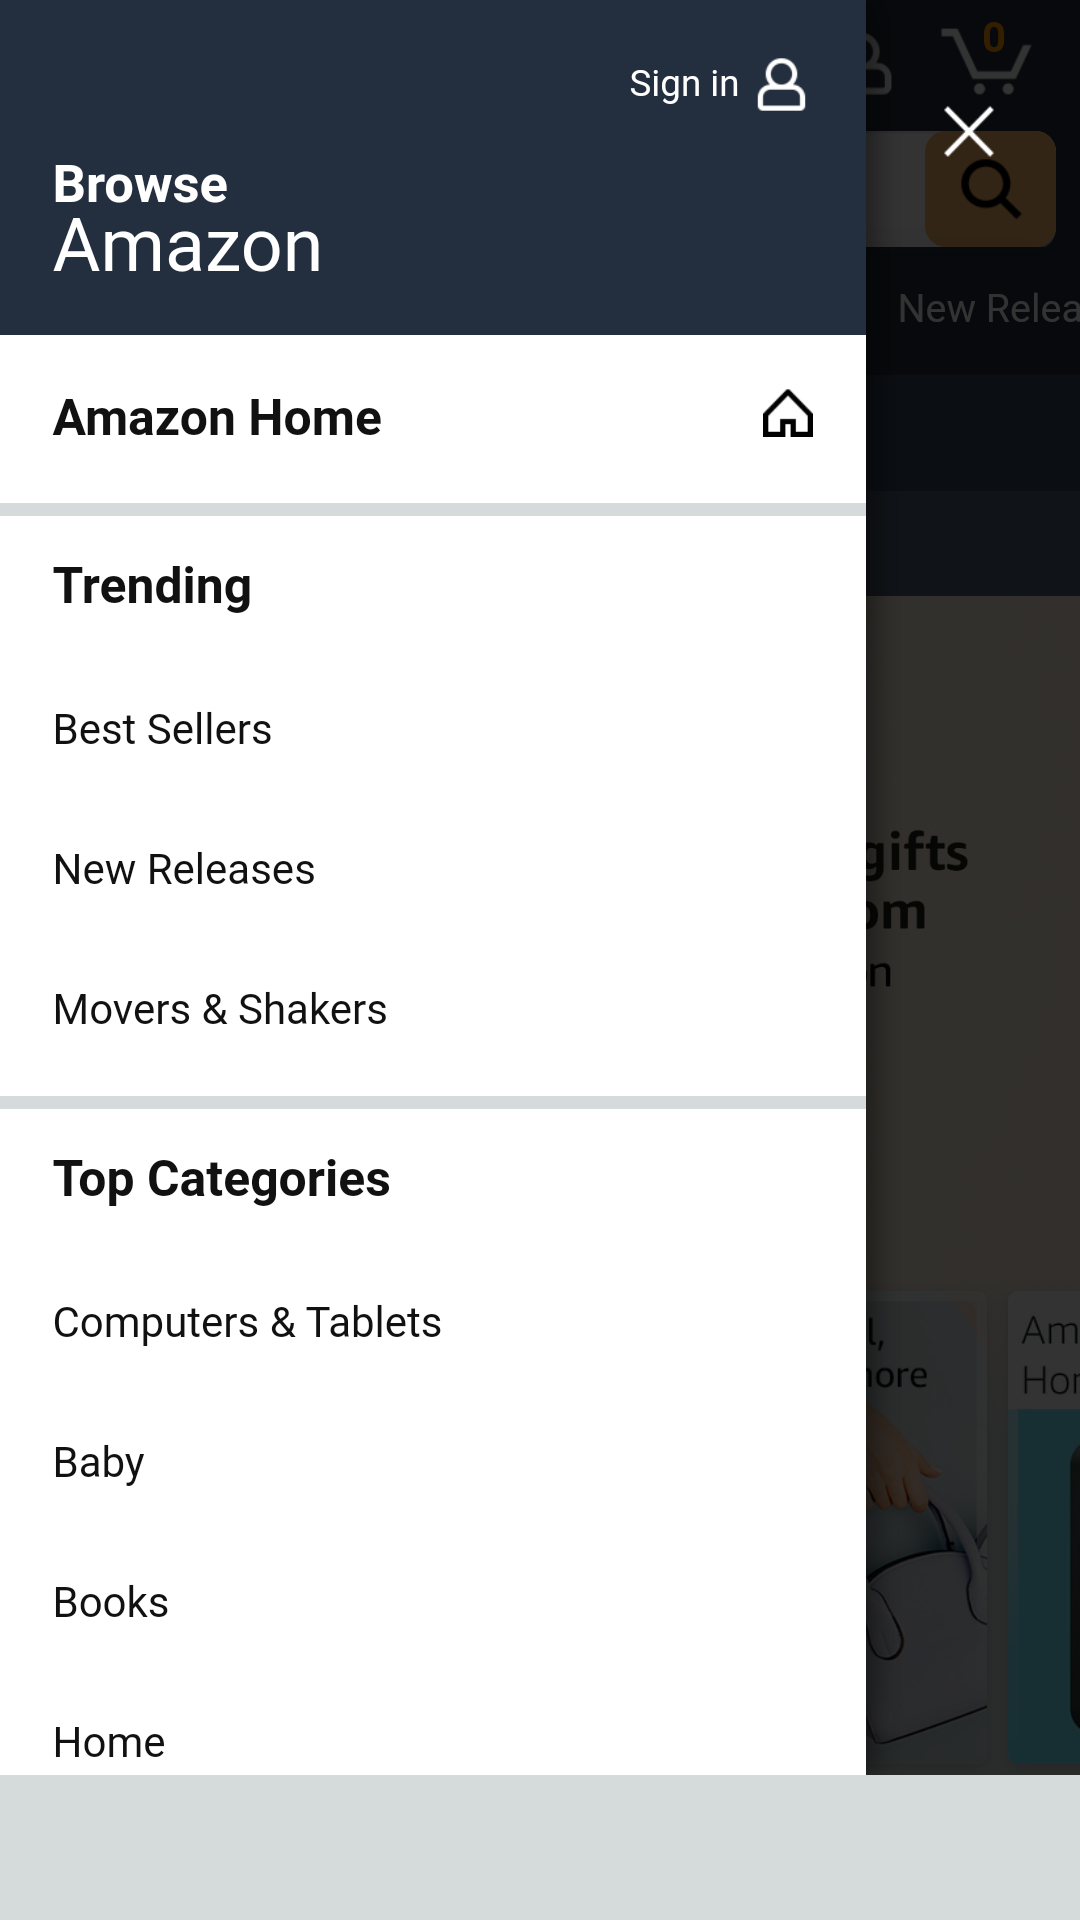 Sign in
0
Browse
Amazon
New Relea
Amazon Home
Trending
Best Sellers
gifts
New Releases
om
n
Movers & Shakers
Top Categories
Computers & Tablets
l,
Am
ore
Hor
Baby
Books
Home